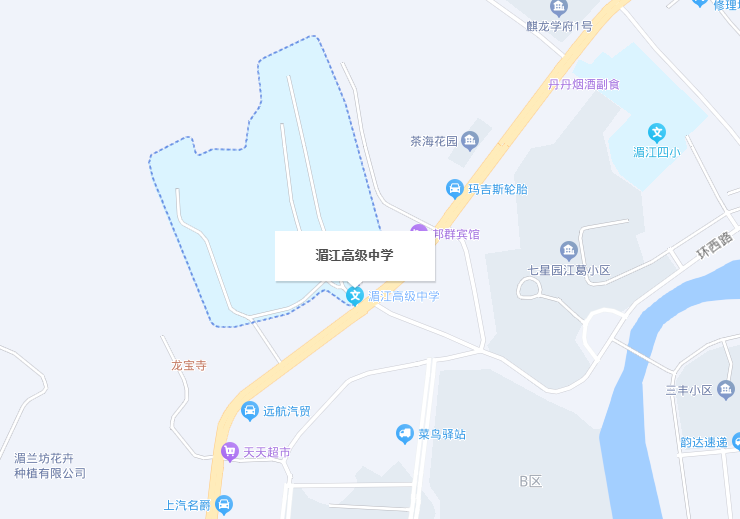 修理
麒龙学府1号
丹丹烟酒副食
茶海花园
湄江四小
玛吉斯轮胎
邦群宾馆
环西路
湄江高级中学
七星园江葛小区
湄江高级中学
龙宝寺
三丰小区
远航汽贸
菜鸟驿站
韵达速递
天天超市
湄兰坊花卉
种植有限公司
B区
上汽名爵